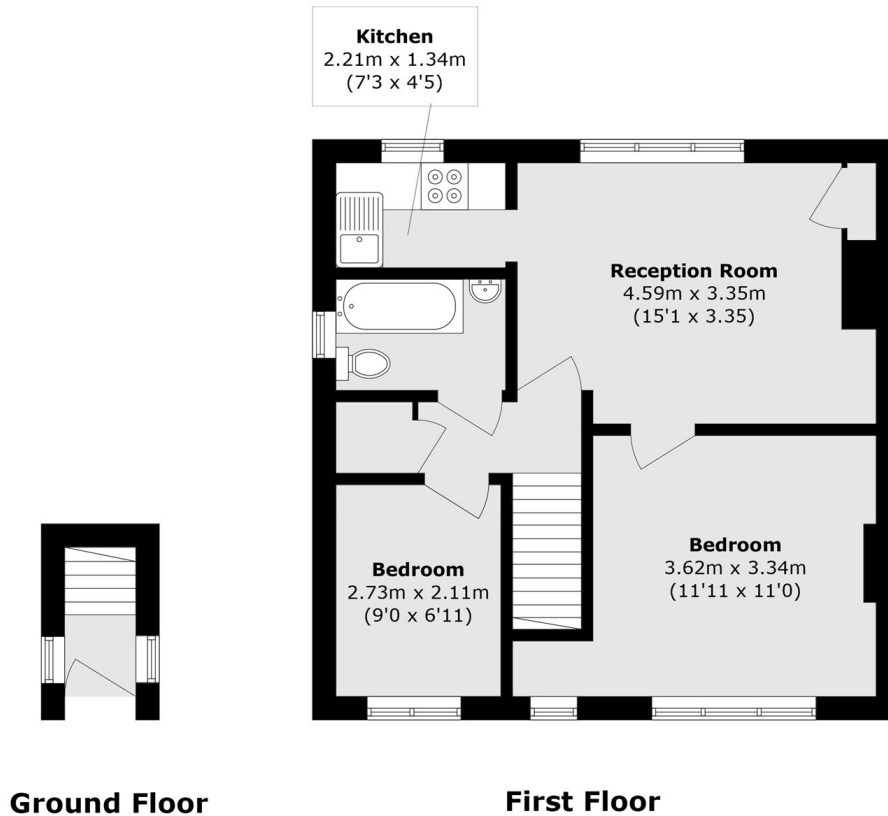 Kitchen
2.21m x 1.34m
(7'3 x 4'5)
Reception Room
4.59m x 3.35m
(15'1 x 3.35)
Bedroom
3.62m x 3.34m
(11'11 x 11'0)
Bedroom
2.73m x 2.11m
(9'0 x 6'11)
Ground Floor
First Floor